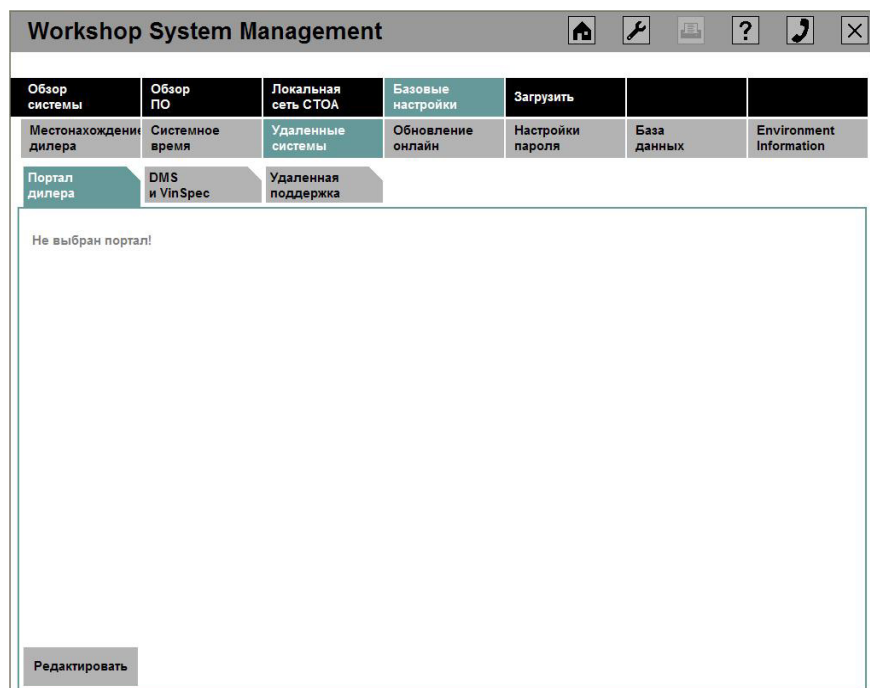 Workshop System Management
?
Обзор системы
Обзор ПО
Локальная сеть СТОА
Базовые настройки
Загрузить
Местонахождение дилера
Системное время
Удаленные системы
Обновление онлайн
Настройки пароля
База данных
Environment Information
Портал дилера
DMS и VinSpec
Удаленная поддержка
Не выбран портал!
Редактировать